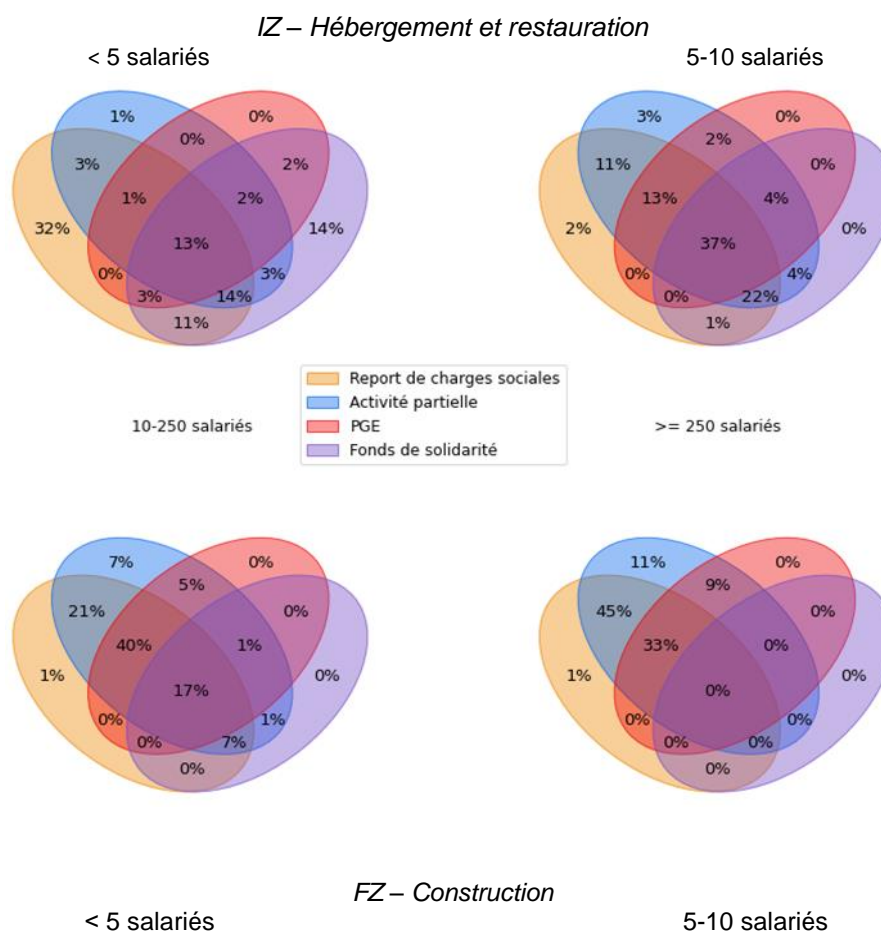 IZ – Hébergement et restauration
< 5 salariés 5-10 salariés
1% 0% 3% 0%
0% 2%
3% 2% 11% 0%
1% 2% 13% 4%
32% 14% 2% 0%
13% 37%
0% 3% 0% 4%
3% 14% 0% 22%
11% 1%
Report de charges sociales
Activité partielle
PGE
Fonds de solidarité
10-250 salariés >= 250 salariés
7% 0% 11% 0%
5% 9%
21% 0% 45% 0%
40% 1% 33% 0%
1% 0% 1% 0%
17% 0%
0% 1% 0% 0%
0% 7% 0% 0%
0% 0%
FZ – Construction
< 5 salariés 5-10 salariés